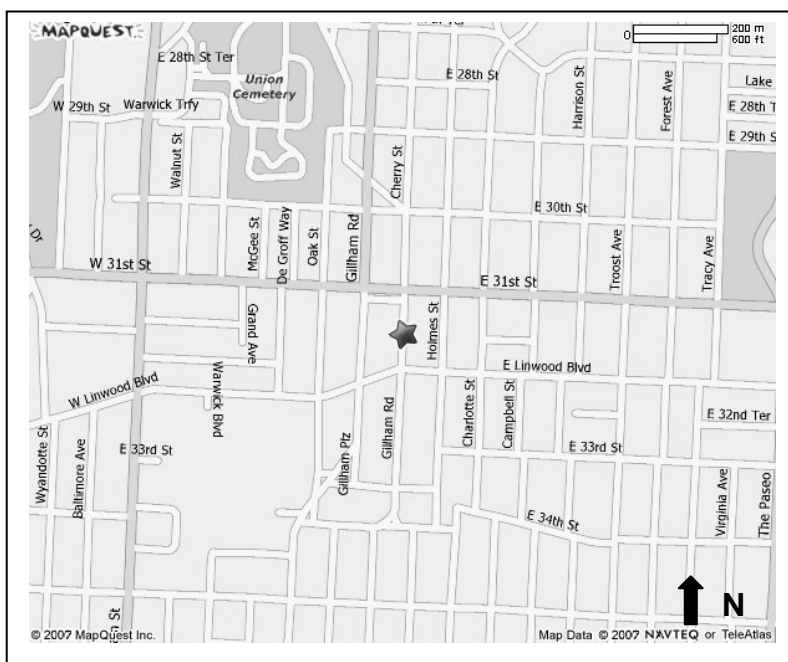 MAPQUEST
200 m
0
600 ft
E 28th St Ter
E 28th St
Union
Cemetery
Harrison St
Forest Ave
Lake
W 29th St
Warwick Trfy
E 28th T
E 29th S
Walnut St
Cherry St
E 30th St
McGee St
De Groff Way
Oak St
Gillham Rd
Troost Ave
Tracy Ave
Dr
W 31st St
E 31st St
Grand Ave
Holmes St
E Linwood Blvd
W Linwood Blvd
Warwick Blvd
Charlotte St
Campbell St
E 32nd Ter
Gillham Rd
Gillham Plz
E 33rd St
E 33rd St
Wyandotte St
Baltimore Ave
Virginia Ave
The Paseo
E 34th St
N
St
© 2007 MapQuest Inc.
Map Data © 2007 NAVTEQ or TeleAtlas